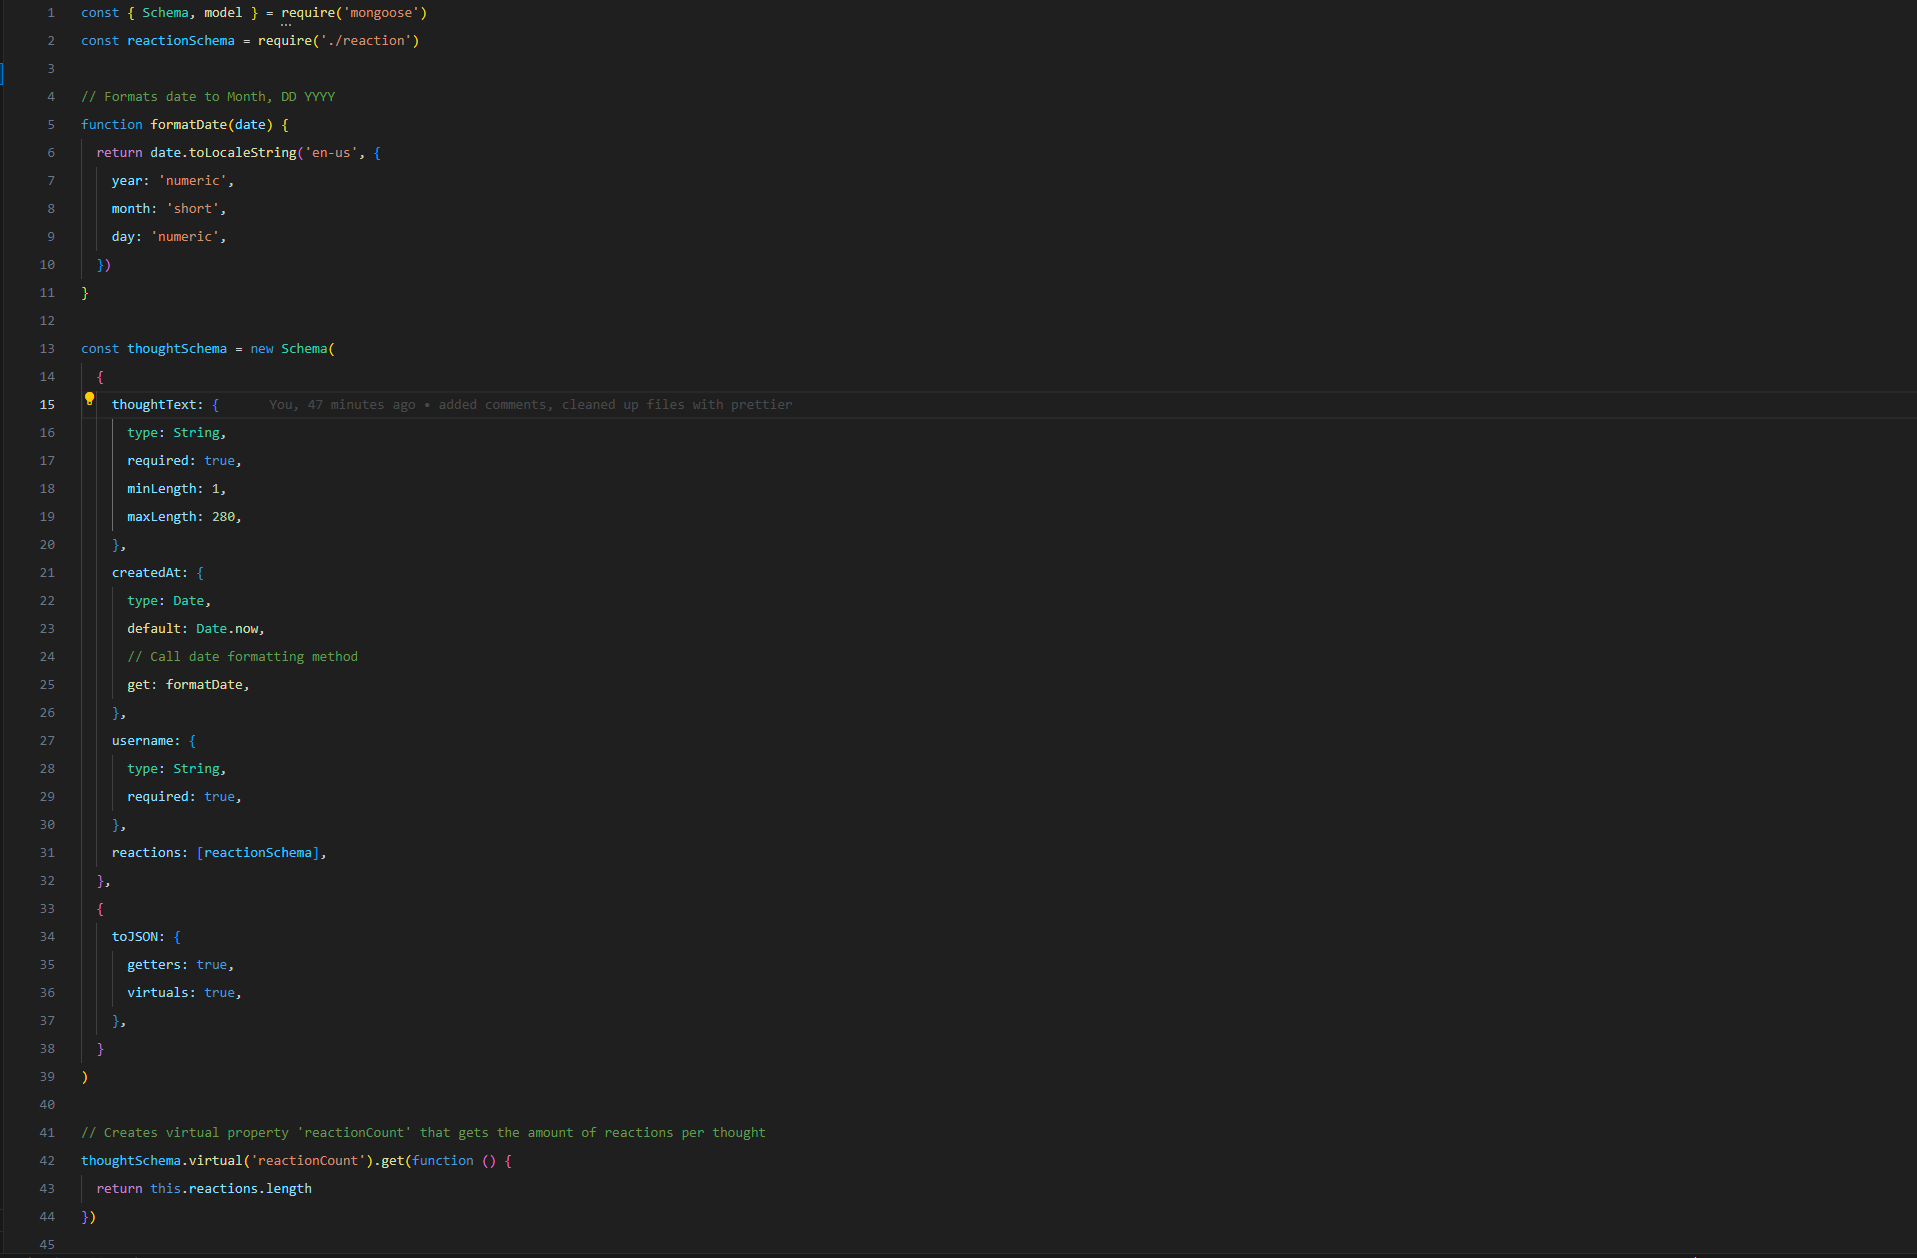 1 const { Schema, model } = require('mongoose')
2 const reactionSchema = require('./reaction')
3
4 // Formats date to Month, DD YYYY
5 function formatDate(date) {
6 return date.toLocaleString('en-us', {
7 year: 'numeric',
8 month: 'short',
9 day: 'numeric',
10 })
11 }
12
13 const thoughtSchema = new Schema(
14 {
15 thoughtText: { You, 47 minutes ago • added comments, cleaned up files with prettier
16 type: String,
17 required: true,
18 minLength: 1,
19 maxLength: 280,
20 },
21 createdAt: {
22 type: Date,
23 default: Date.now,
24 // Call date formatting method
25 get: formatDate,
26 },
27 username: {
28 type: String,
29 required: true,
30 },
31 reactions: [reactionSchema],
32 },
33 {
34 toJSON: {
35 getters: true,
36 virtuals: true,
37 },
38 }
39 )
40
41 // Creates virtual property 'reactionCount' that gets the amount of reactions per thought
42 thoughtSchema.virtual('reactionCount').get(function () {
43 return this.reactions.length
44 })
45